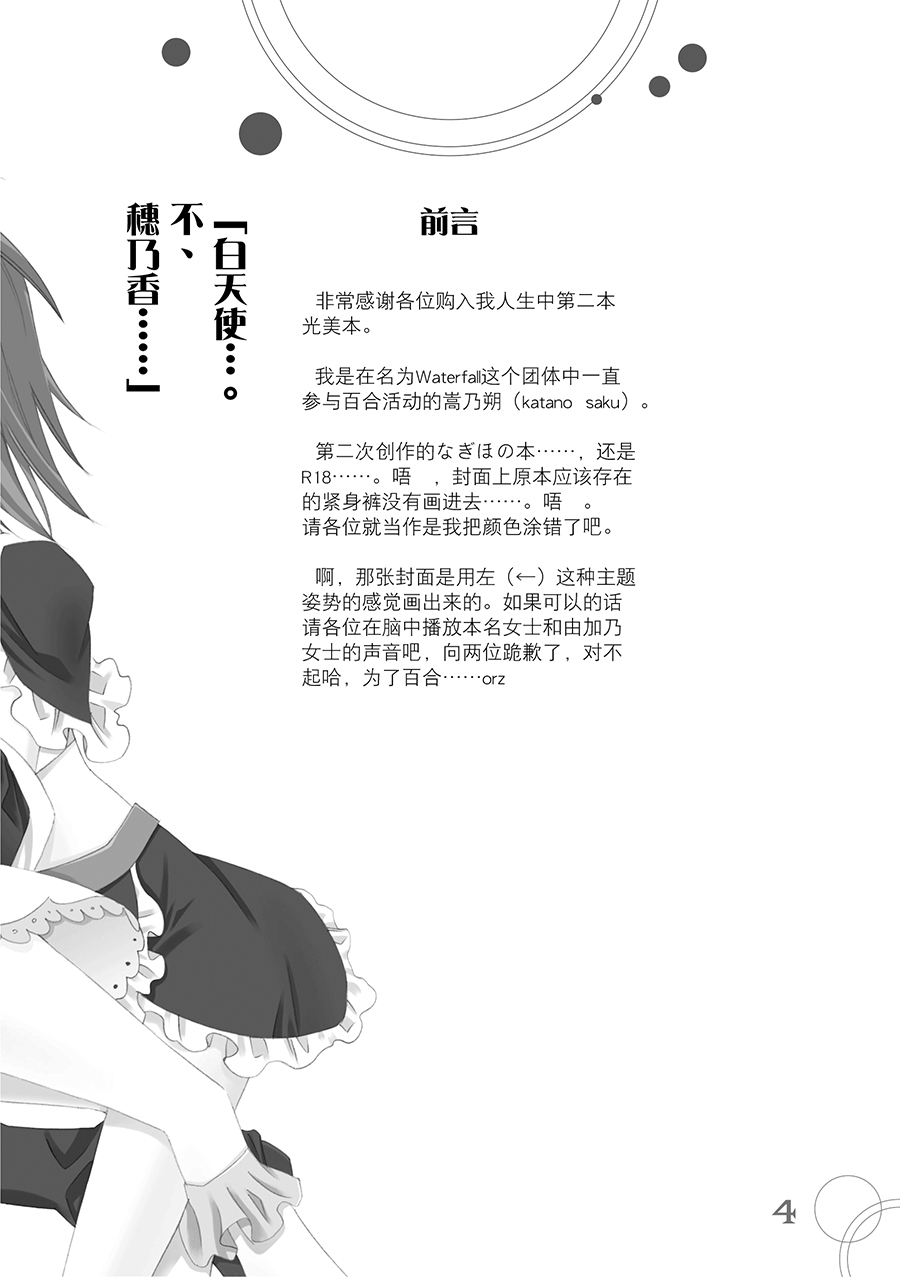 「白天使…。
不、
穗乃香……」
前言
非常感谢各位购入我人生中第二本
光美本。
我是在名为Waterfall这个团体中一直
参与百合活动的嵩乃朔（katano saku）。
第二次创作的なぎほの本……，还是
R18……。唔 ，封面上原本应该存在
的紧身裤没有画进去……。唔 。
请各位就当作是我把颜色涂错了吧。
啊，那张封面是用左（←）这种主题
姿势的感觉画出来的。如果可以的话
请各位在脑中播放本名女士和由加乃
女士的声音吧，向两位跪歉了，对不
起哈，为了百合……orz
4